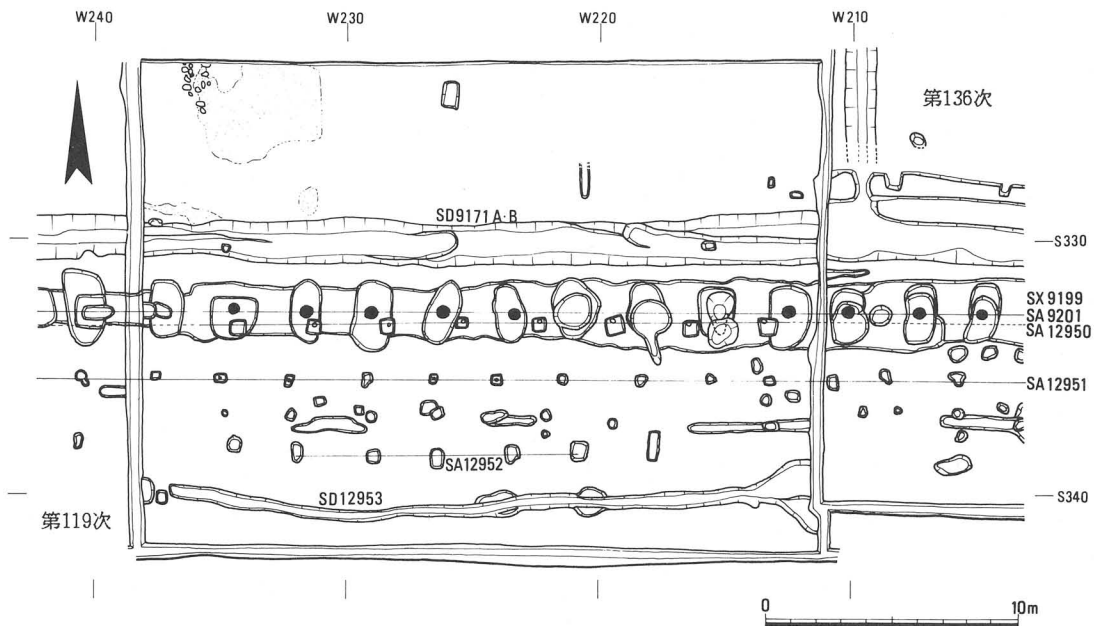 W240
W230
W220
W210
第136次
SD9171A·B
S330
SX9199
SA9201
SA12950
SA12951
SA12952
SD12953
S340
第119次
0
10m